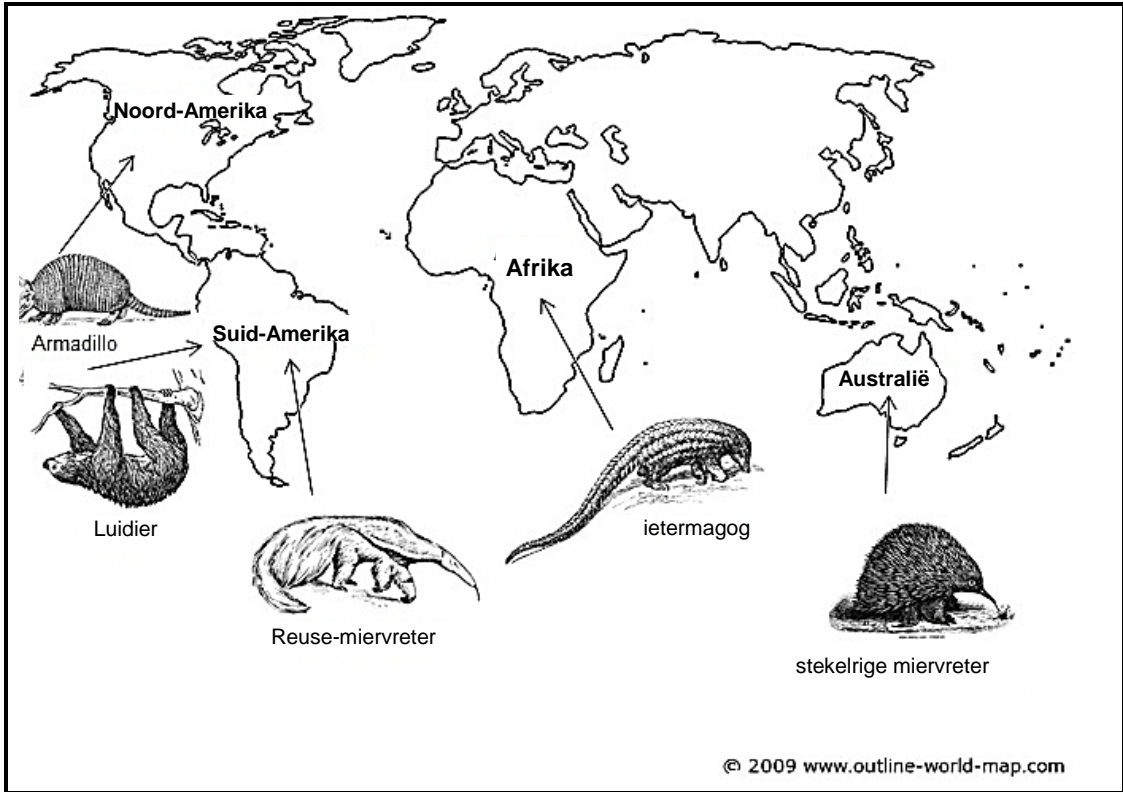 Noord-Amerika
Afrika
Armadillo
Suid-Amerika
Australië
Luidier
ietermagog
Reuse-miervreter
stekelrige miervreter
© 2009 www.outline-world-map.com